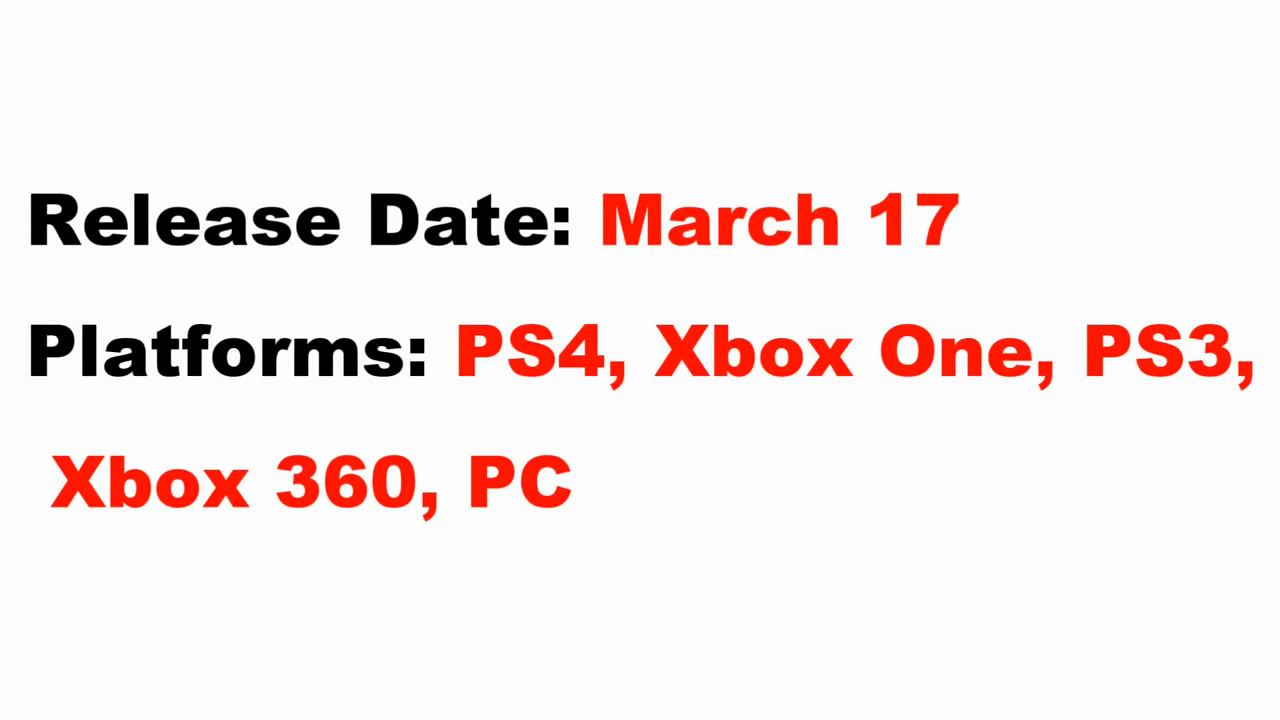 Release Date: March 17
Platforms: PS4, Xbox One, PS3,
Xbox 360, PC